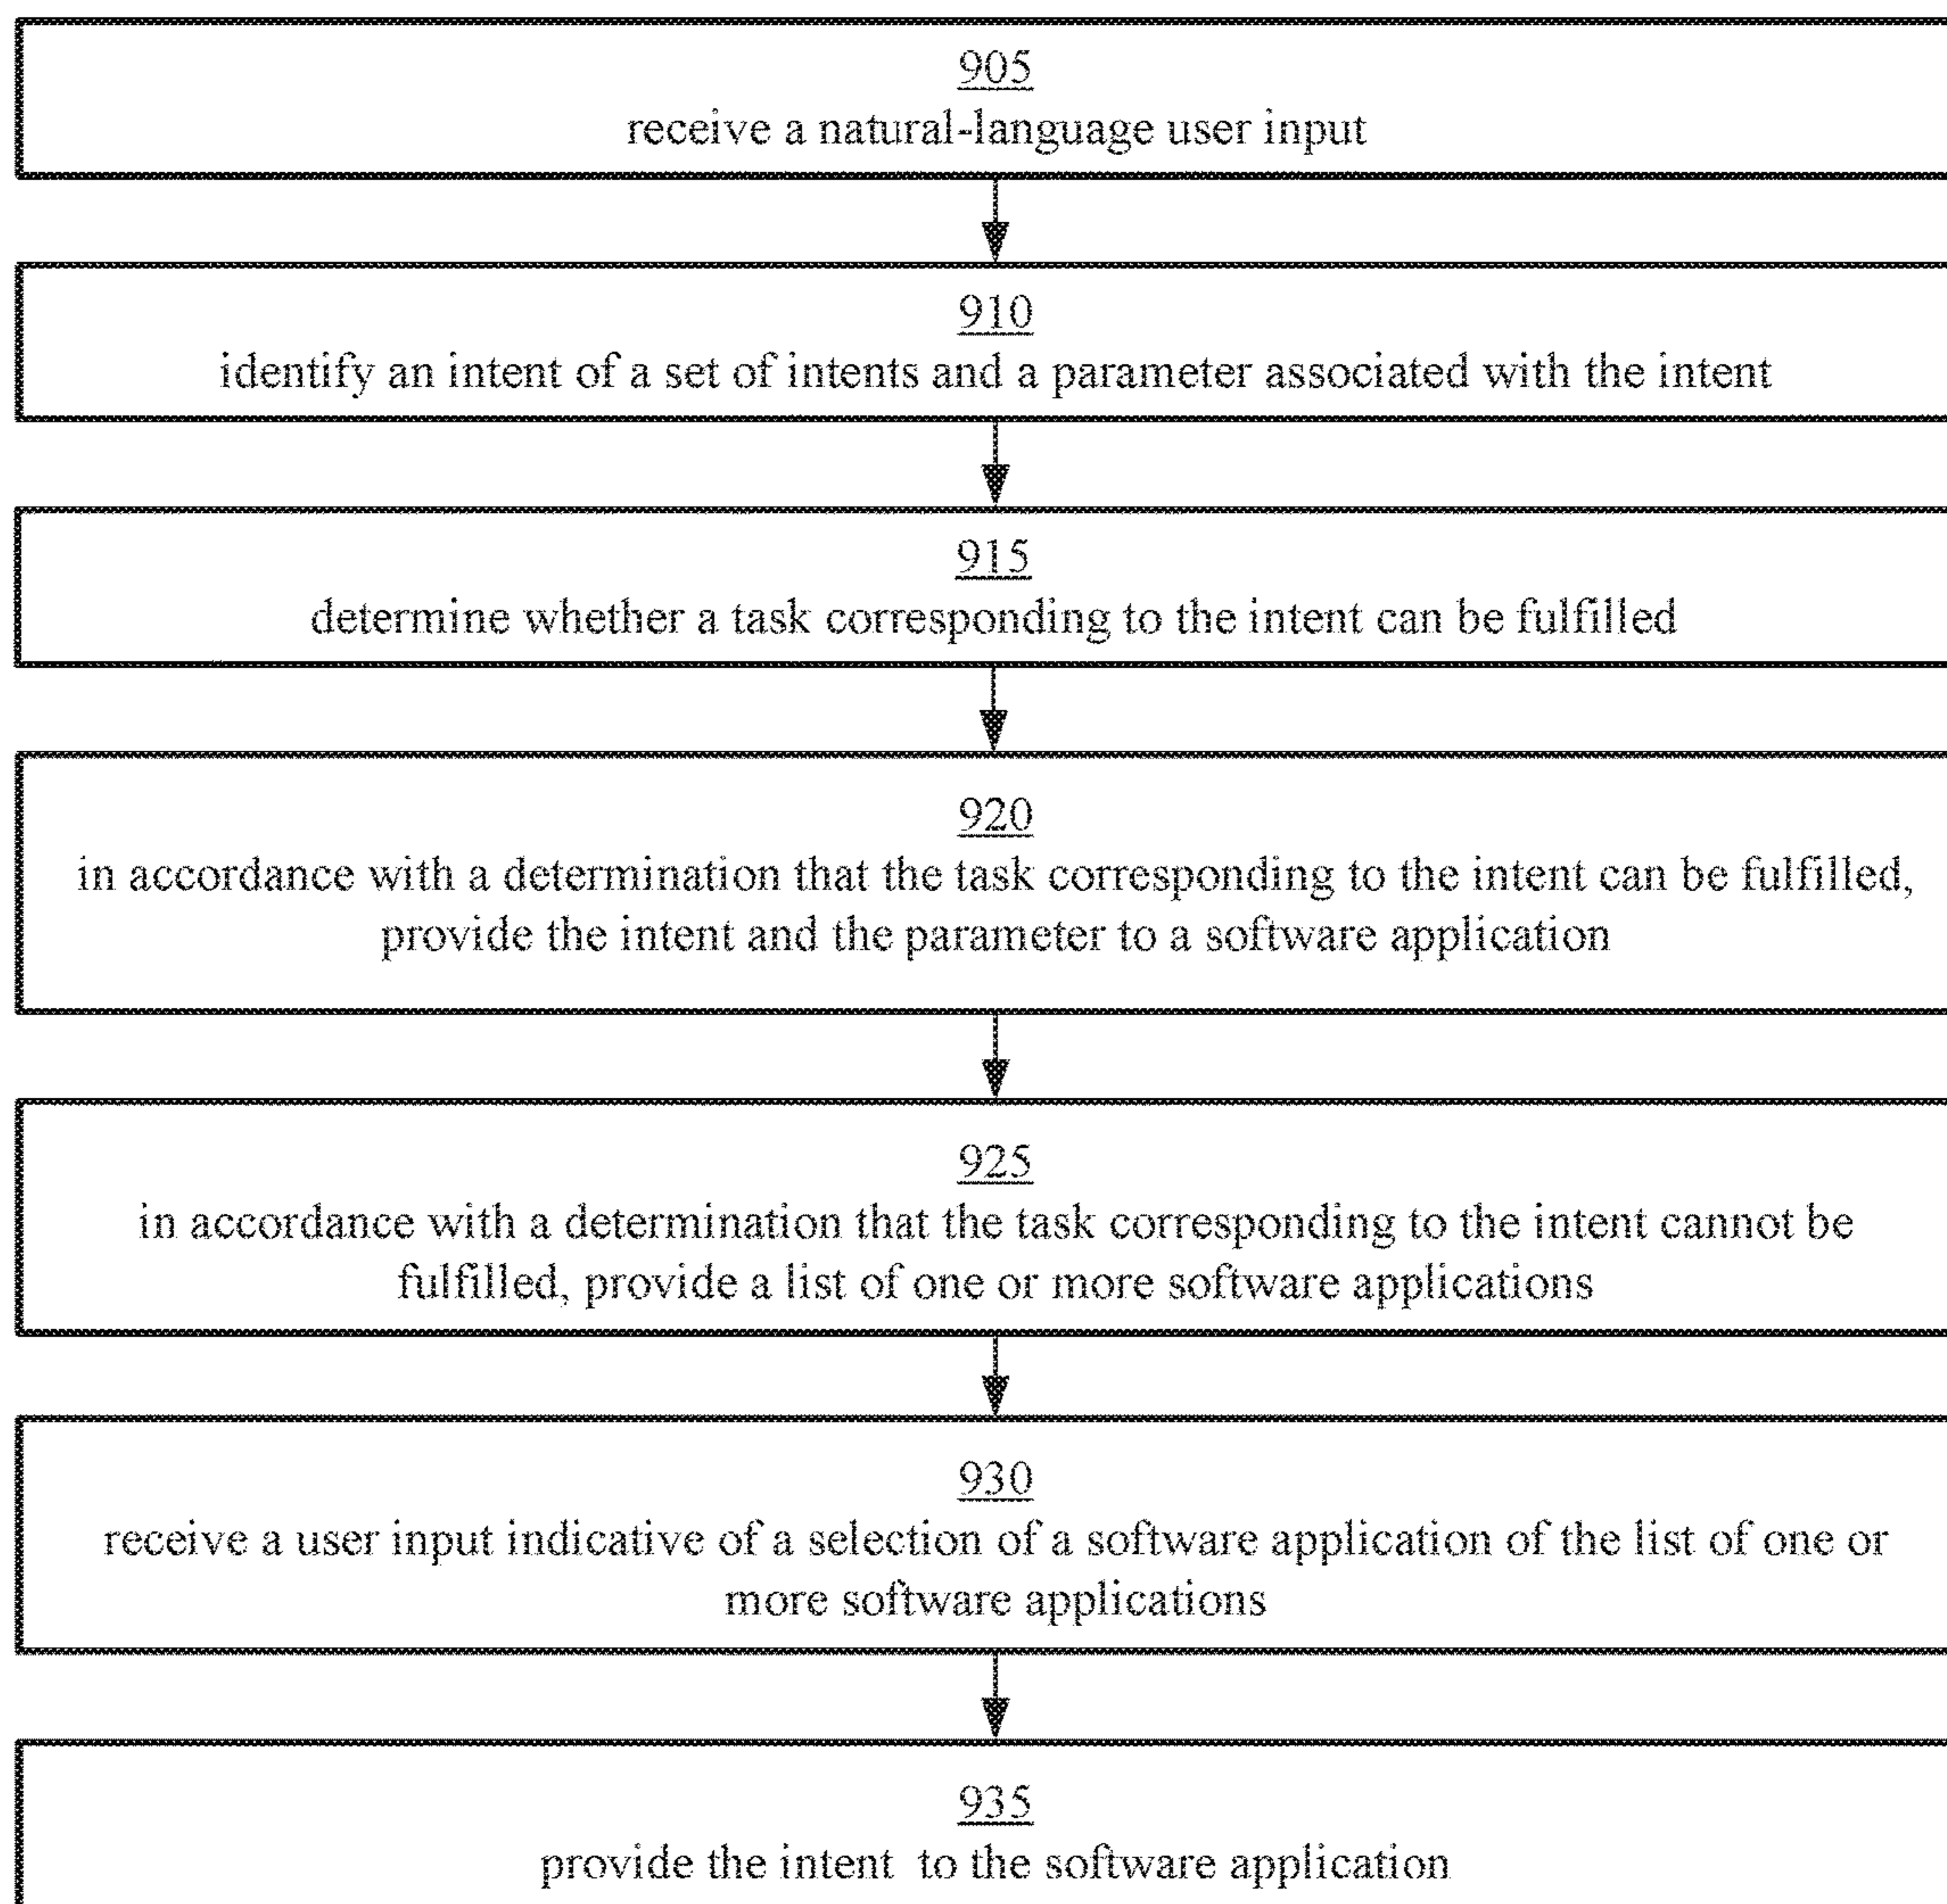 905
receive a natural-language user input
910
identify an intent of a set of intents and a parameter associated with the intent
915
determine whether a task corresponding to the intent can be fulfilled
920
in accordance with a determination that the task corresponding to the intent can be fulfilled,
provide the intent and the parameter to a software application
925
in accordance with a determination that the task corresponding to the intent cannot be
fulfilled, provide a list of one or more software applications
930
receive a user input indicative of a selection of a software application of the list of one or
more software applications
935
provide the intent to the software application